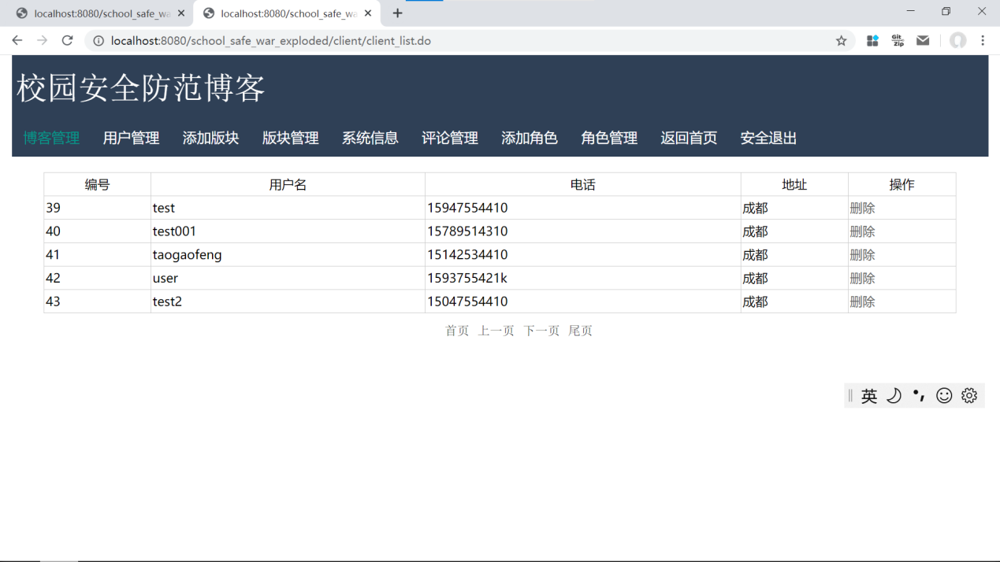 localhost:8080/school_safe_wa localhost:8080/school_safe_wa
localhost:8080/school_safe_war_exploded/client/client_list.do
Git Zip
校园安全防范博客
博客管理 用户管理 添加版块 版块管理 系统信息 评论管理 添加角色 角色管理 返回首页 安全退出
编号 用户名 电话 地址 操作
39 test 15947554410 成都 删除
40 test001 15789514310 成都 删除
41 taogaofeng 15142534410 成都 删除
42 user 1593755421k 成都 删除
43 test2 15047554410 成都 删除
首页 上一页 下一页 尾页
英